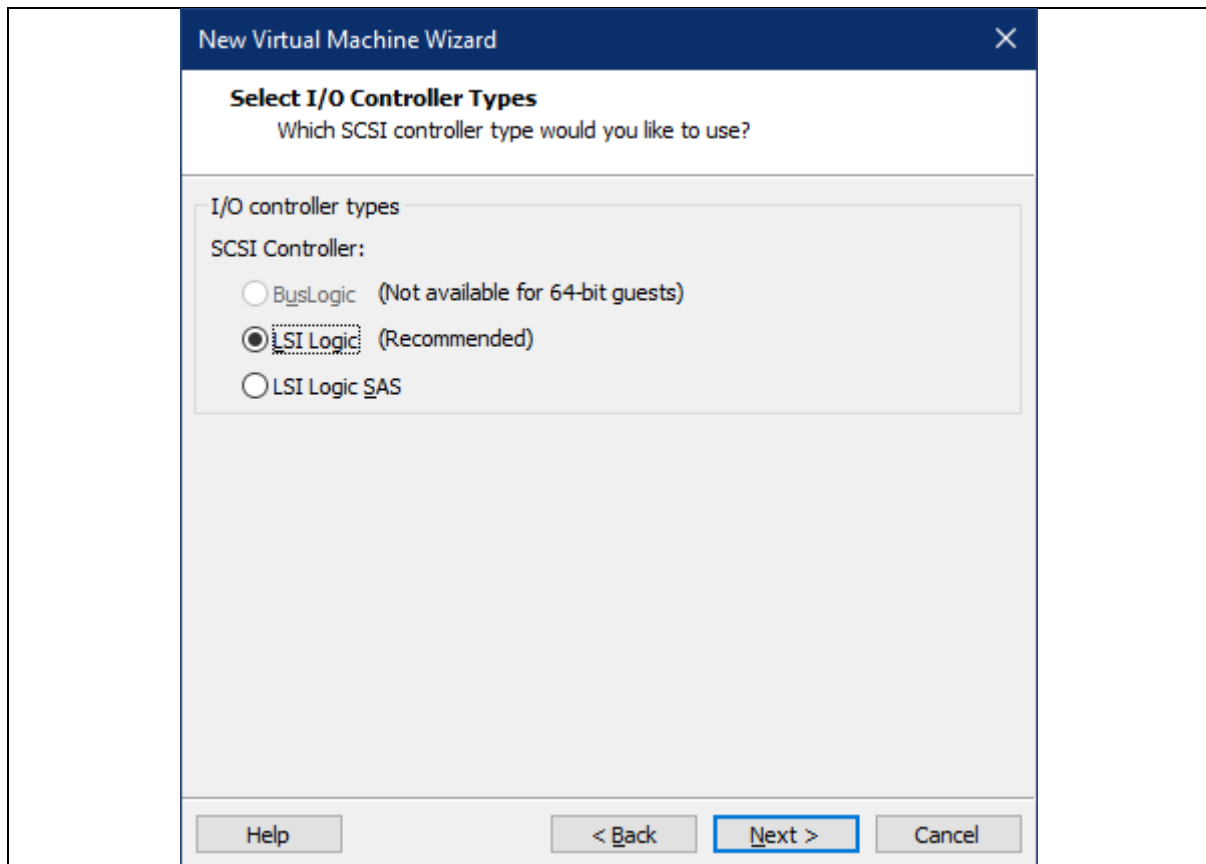 New Virtual Machine Wizard
Select I/O Controller Types
Which SCSI controller type would you like to use?
I/O controller types
SCSI Controller:
BusLogic (Not available for 64-bit guests)
LSI Logic (Recommended)
LSI Logic SAS
Help < Back Next > Cancel